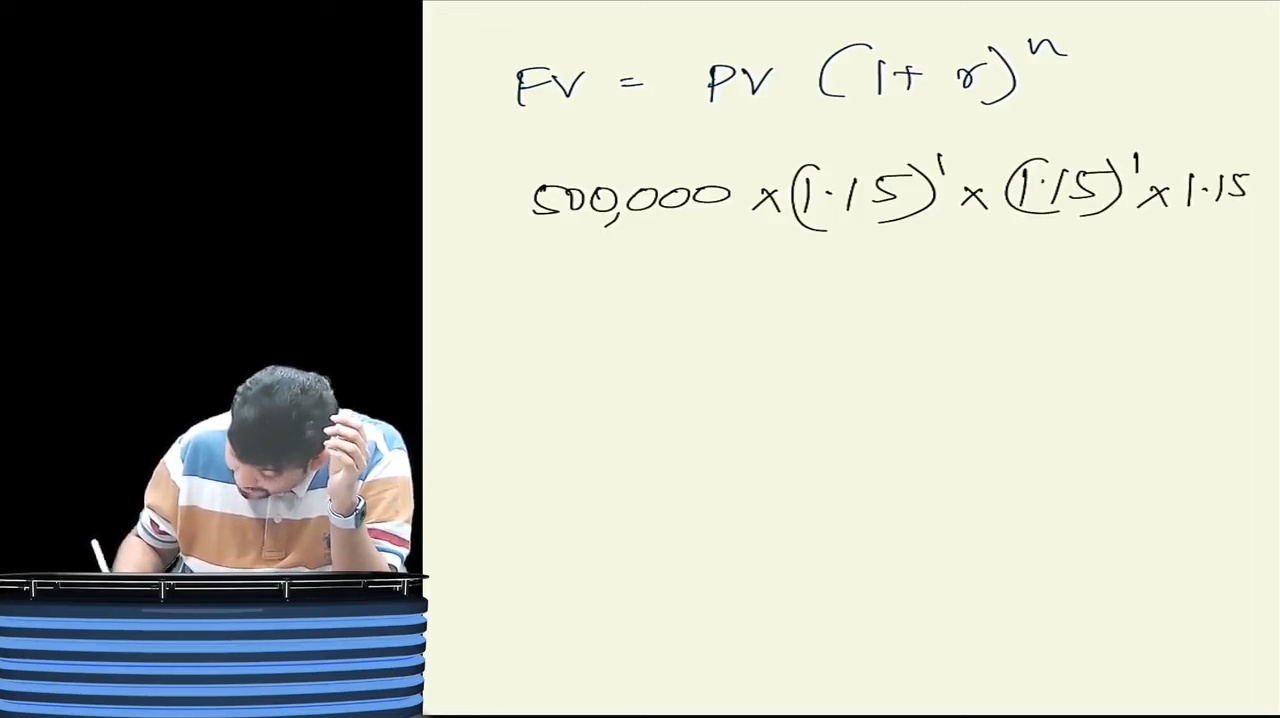 FV = PV (1+ r)^n
500,000 × (1.15)^1 × (1.15)^1 × 1.15